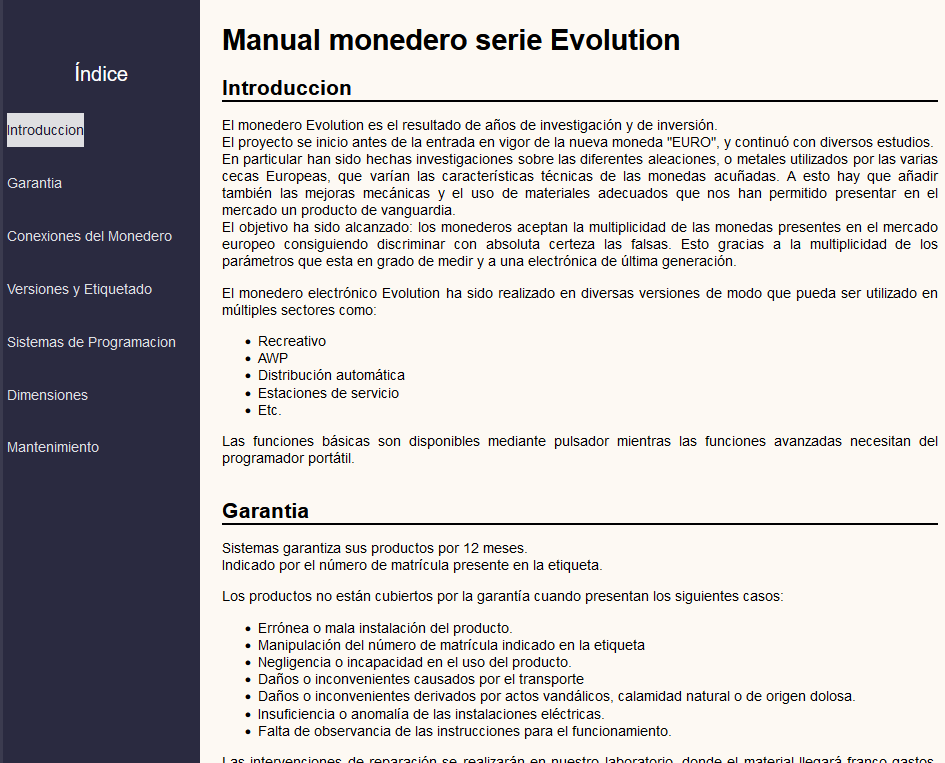 Índice
Introduccion
Garantia
Conexiones del Monedero
Versiones y Etiquetado
Sistemas de Programacion
Dimensiones
Mantenimiento
Manual monedero serie Evolution
Introduccion
El monedero Evolution es el resultado de años de investigación y de inversión.
El proyecto se inicio antes de la entrada en vigor de la nueva moneda "EURO", y continuó con diversos estudios.
En particular han sido hechas investigaciones sobre las diferentes aleaciones, o metales utilizados por las varias
cecas Europeas, que varían las características técnicas de las monedas acuñadas. A esto hay que añadir
también las mejoras mecánicas y el uso de materiales adecuados que nos han permitido presentar en el
mercado un producto de vanguardia.
El objetivo ha sido alcanzado: los monederos aceptan la multiplicidad de las monedas presentes en el mercado
europeo consiguiendo discriminar con absoluta certeza las falsas. Esto gracias a la multiplicidad de los
parámetros que esta en grado de medir y a una electrónica de última generación.
El monedero electrónico Evolution ha sido realizado en diversas versiones de modo que pueda ser utilizado en
múltiples sectores como:
• Recreativo
• AWP
• Distribución automática
• Estaciones de servicio
• Etc.
Las funciones básicas son disponibles mediante pulsador mientras las funciones avanzadas necesitan del
programador portátil.
Garantia
Sistemas garantiza sus productos por 12 meses.
Indicado por el número de matrícula presente en la etiqueta.
Los productos no están cubiertos por la garantía cuando presentan los siguientes casos:
• Errónea o mala instalación del producto.
• Manipulación del número de matrícula indicado en la etiqueta
• Negligencia o incapacidad en el uso del producto.
• Daños o inconvenientes causados por el transporte
• Daños o inconvenientes derivados por actos vandálicos, calamidad natural o de origen dolosa.
• Insuficiencia o anomalía de las instalaciones eléctricas.
• Falta de observancia de las instrucciones para el funcionamiento.
Las intervenciones de reparación se realizarán en nuestro laboratorio, donde el material llegará franco gastos,